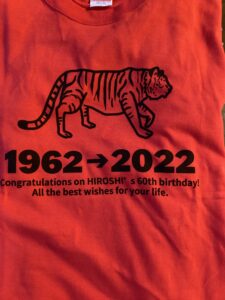 1962→2022
Congratulations on HIROSHI's 60th birthday!
All the best wishes for your life.